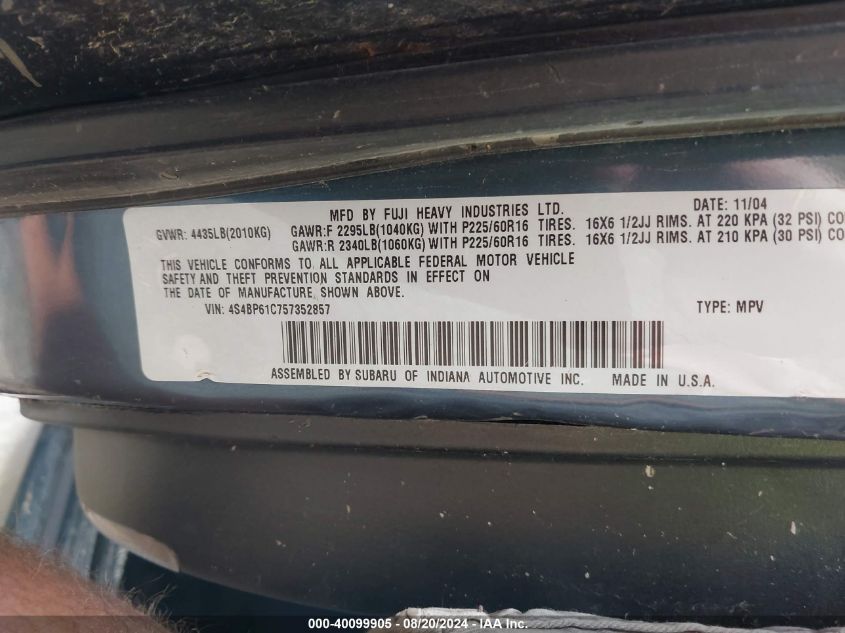 MFD BY FUJI HEAVY INDUSTRIES LTD. DATE: 11/04
GVWR: 4435LB(2010KG) GAWR:F 2295LB(1040KG) WITH P225/60R16 TIRES. 16X6 1/2JJ RIMS. AT 220 KPA (32 PSI) CO
GAWR:R 2340LB(1060KG) WITH P225/60R16 TIRES. 16X6 1/2JJ RIMS. AT 210 KPA (30 PSI) CO
THIS VEHICLE CONFORMS TO ALL APPLICABLE FEDERAL MOTOR VEHICLE
SAFETY AND THEFT PREVENTION STANDARDS IN EFFECT ON
THE DATE OF MANUFACTURE SHOWN ABOVE.
VIN: 4S4BP61C757352857 TYPE: MPV
ASSEMBLED BY SUBARU OF INDIANA AUTOMOTIVE INC. MADE IN U.S.A.
000-40099905 - 08/20/2024 - IAA Inc.